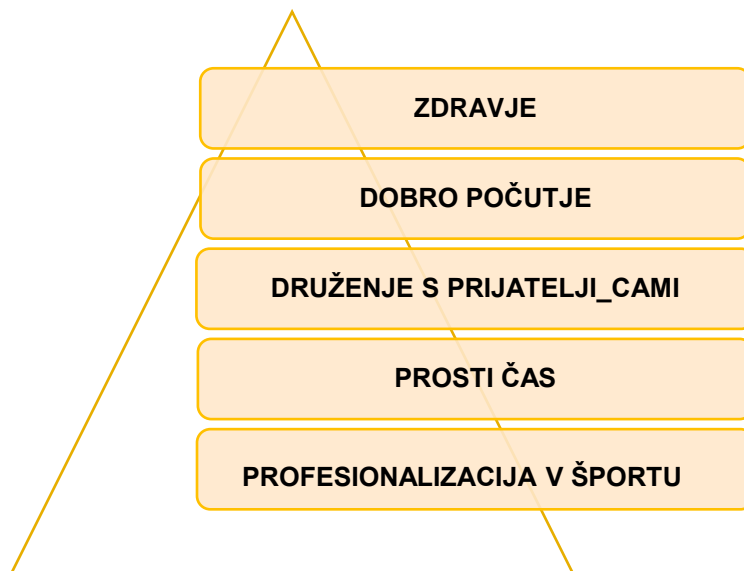 ZDRAVJE
DOBRO POČUTJE
DRUŽENJE S PRIJATELJI_CAMI
PROSTI ČAS
PROFESIONALIZACIJA V ŠPORTU